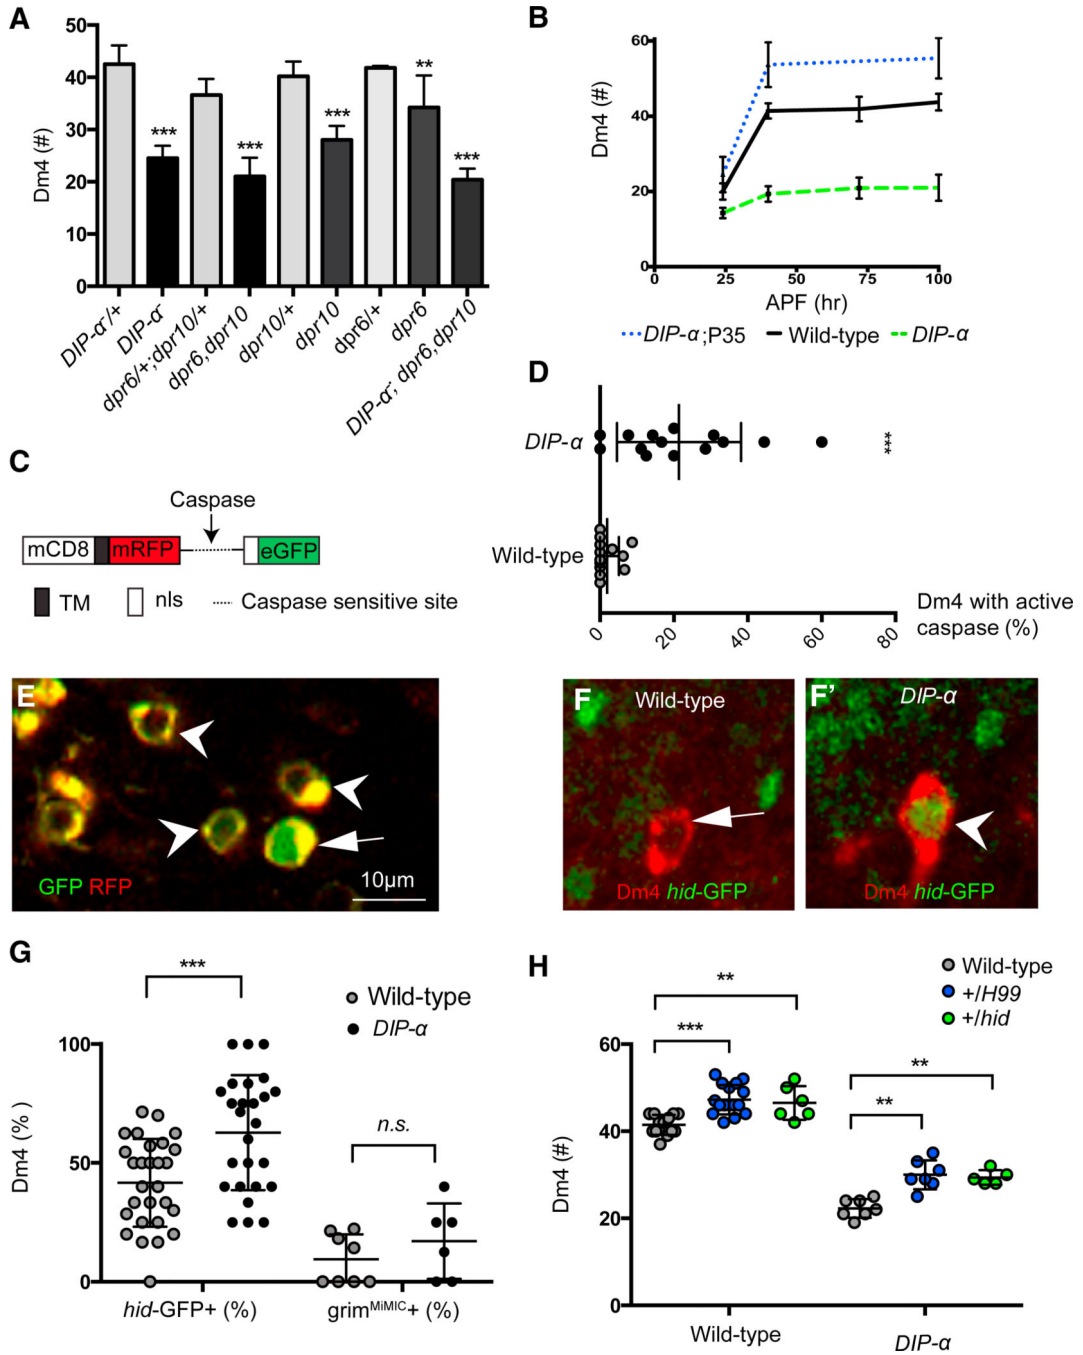 A
50
40
30
20
10
0
Dm4 (#)
***
***
***
**
***
DIP-α-/+
DIP-α-
dpr6/+;dpr10/+
dpr6,dpr10
dpr10/+
dpr10
dpr6/+
dpr6
DIP-α-; dpr6,dpr10
B
60
40
20
0
Dm4 (#)
0 25 50 75 100
APF (hr)
DIP-α;P35 Wild-type DIP-α
C
Caspase
mCD8 mRFP eGFP
TM nls Caspase sensitive site
D
DIP-α
***
Wild-type
0 20 40 60 80
Dm4 with active
caspase (%)
E
GFP RFP
10µm
F
Wild-type
Dm4 hid-GFP
F'
DIP-α
Dm4 hid-GFP
G
***
Wild-type
DIP-α
n.s.
100
50
0
Dm4 (%)
hid-GFP+ (%)
grimMiMIC+ (%)
H
Wild-type
+/H99
+/hid
**
***
**
**
60
40
20
0
Dm4 (#)
Wild-type
DIP-α